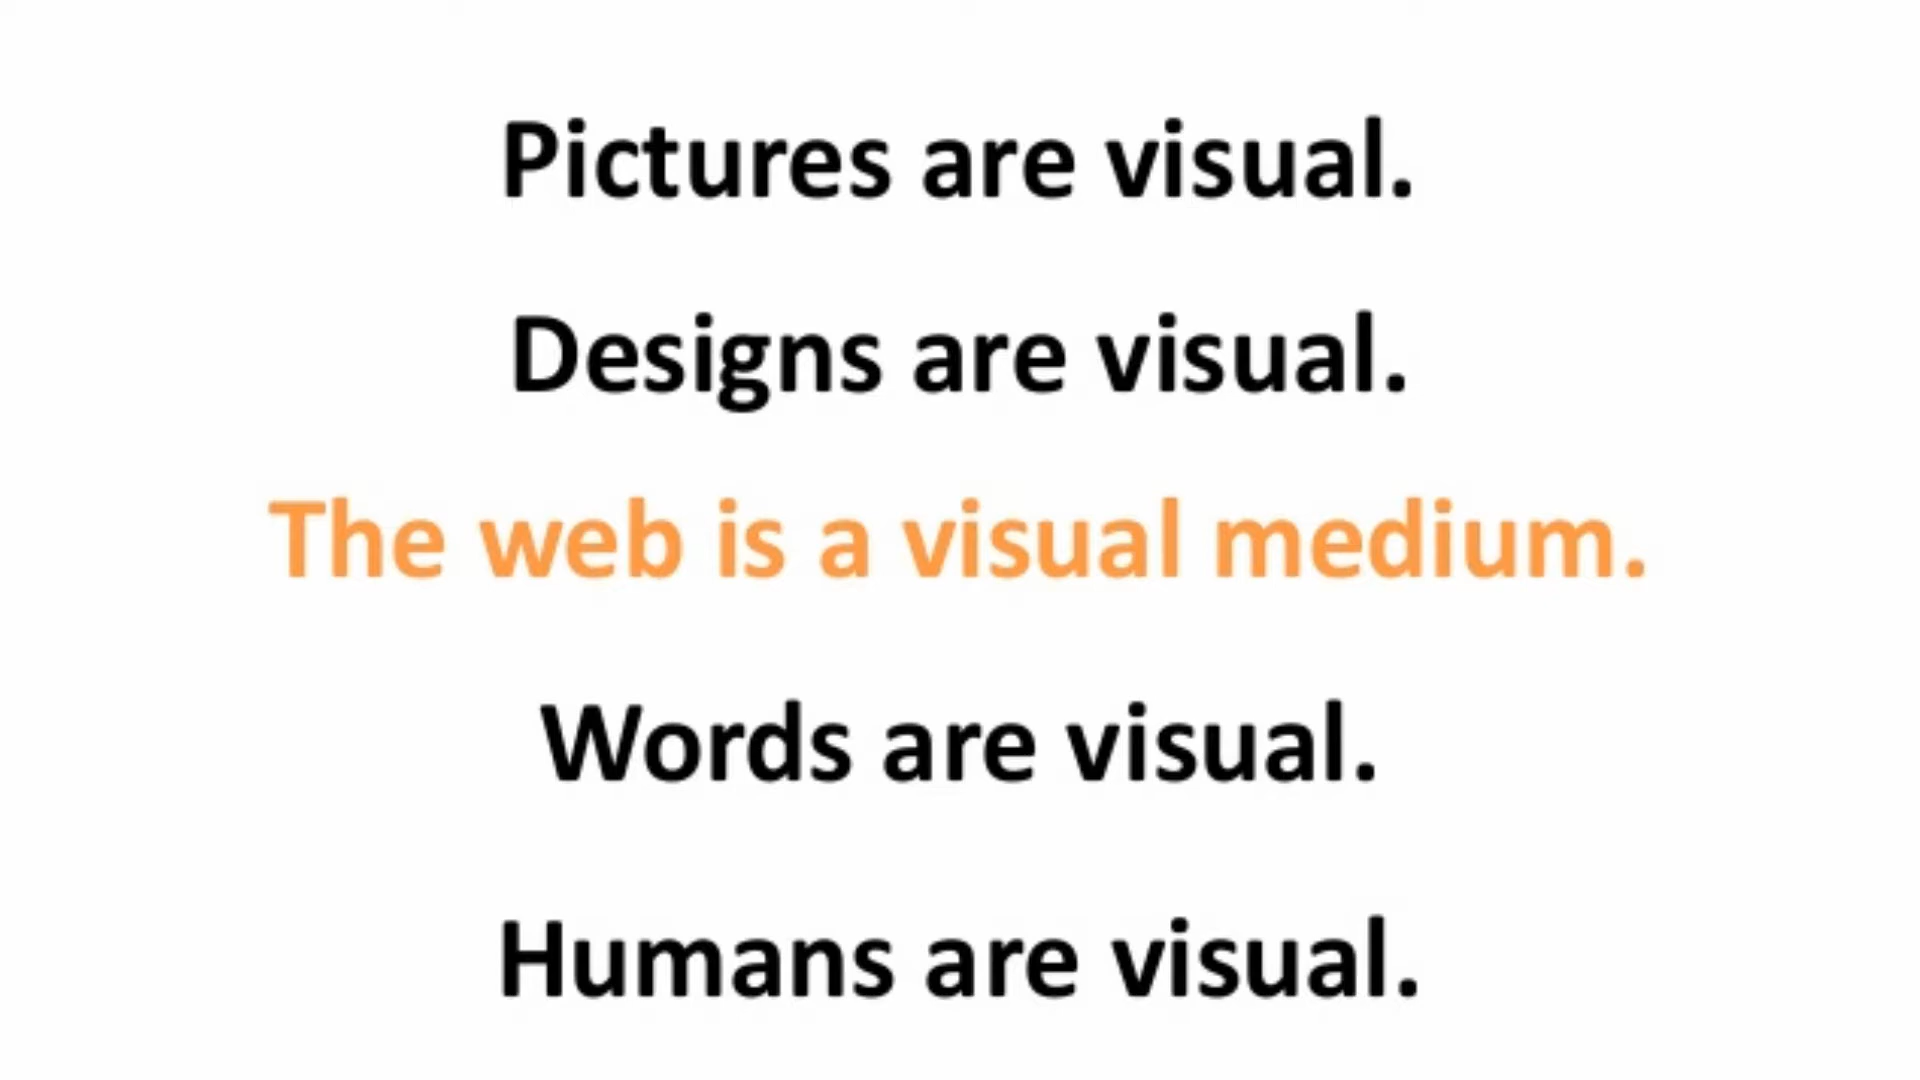 Pictures are visual.
Designs are visual.
The web is a visual medium.
Words are visual.
Humans are visual.